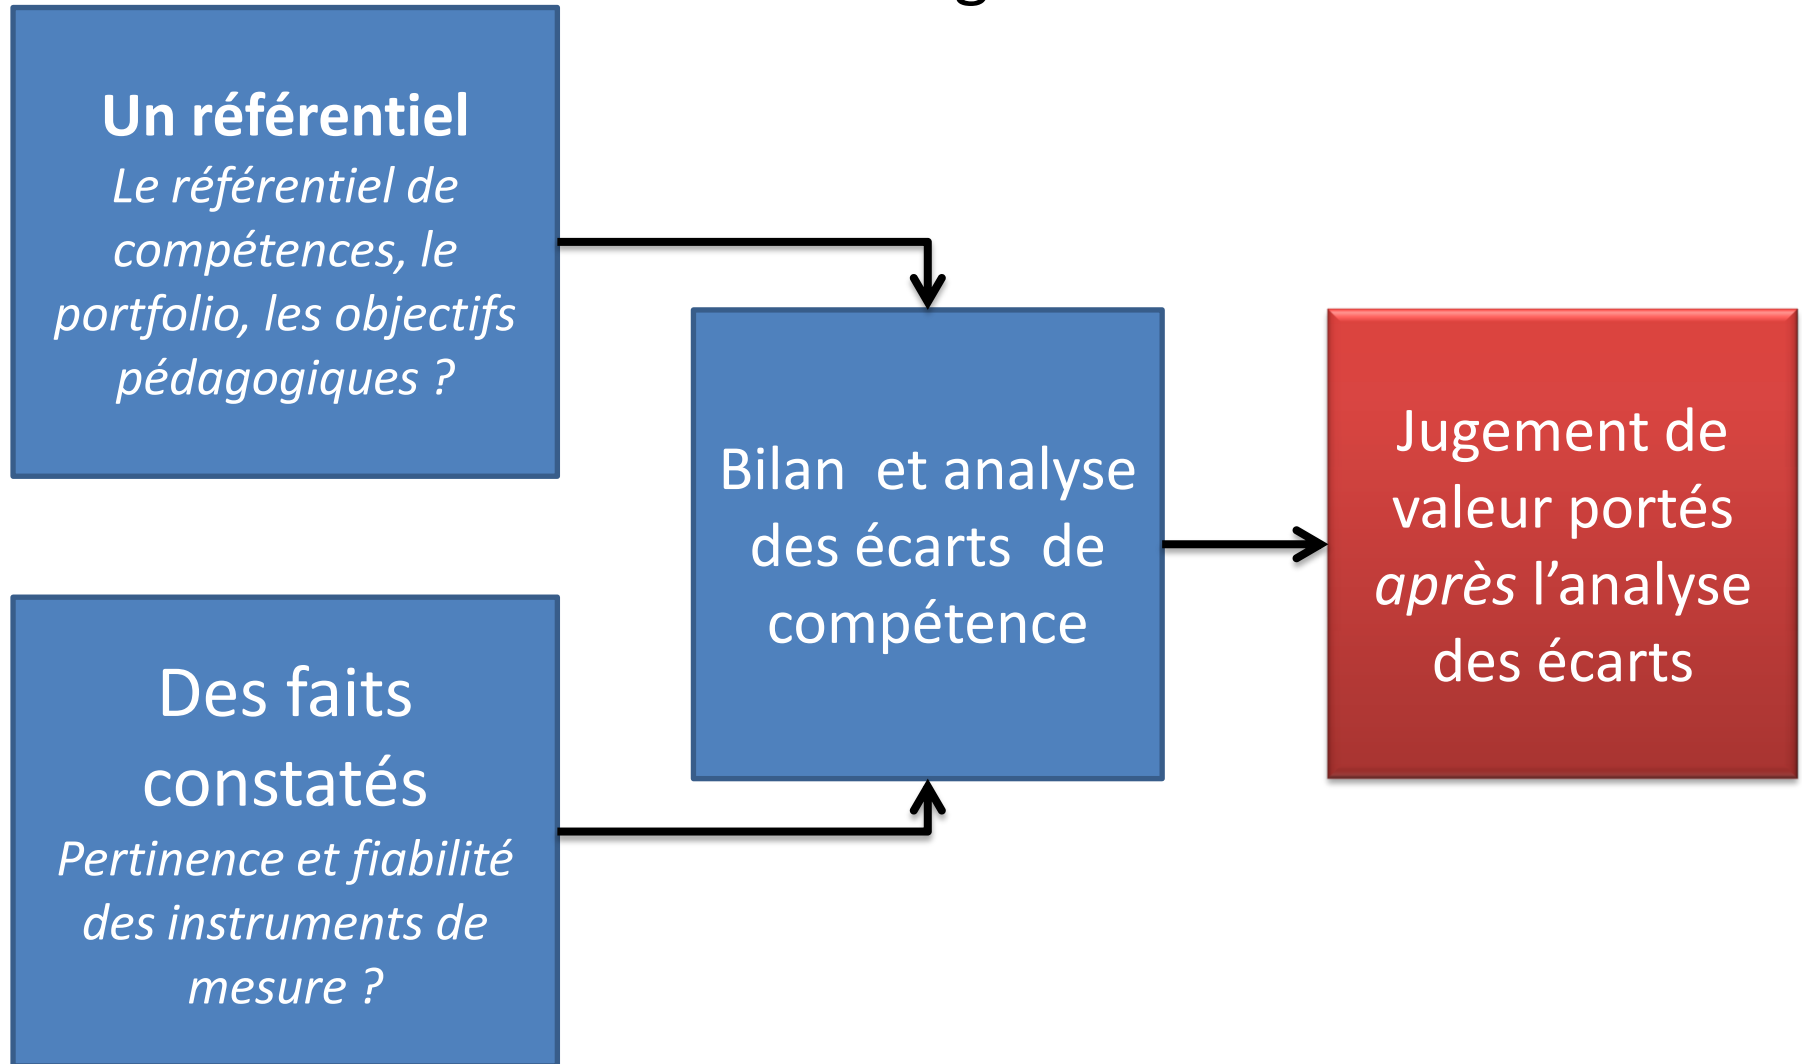 Un référentiel
Le référentiel de
compétences, le
portfolio, les objectifs
pédagogiques ?
Des faits
constatés
Pertinence et fiabilité
des instruments de
mesure ?
Bilan et analyse
des écarts de
compétence
Jugement de
valeur portés
après l’analyse
des écarts